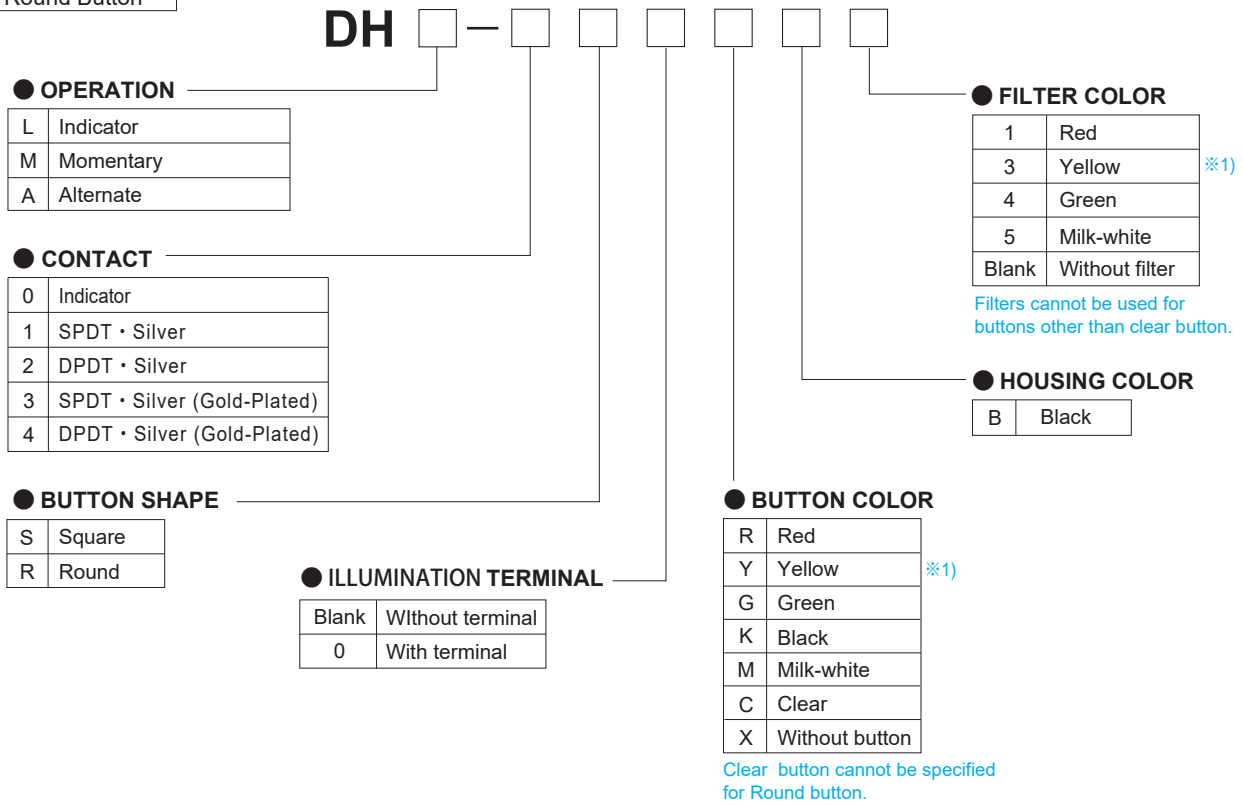 Round Button
DH □ — □ □ □ □ □ □
● OPERATION
L Indicator
M Momentary
A Alternate
● CONTACT
0 Indicator
1 SPDT・Silver
2 DPDT・Silver
3 SPDT・Silver (Gold-Plated)
4 DPDT・Silver (Gold-Plated)
● BUTTON SHAPE
S Square
R Round
● ILLUMINATION TERMINAL
Blank WIthout terminal
0 With terminal
● BUTTON COLOR
R Red
Y Yellow ※1)
G Green
K Black
M Milk-white
C Clear
X Without button
Clear button cannot be specified
for Round button.
● HOUSING COLOR
B Black
● FILTER COLOR
1 Red
3 Yellow ※1)
4 Green
5 Milk-white
Blank Without filter
Filters cannot be used for
buttons other than clear button.